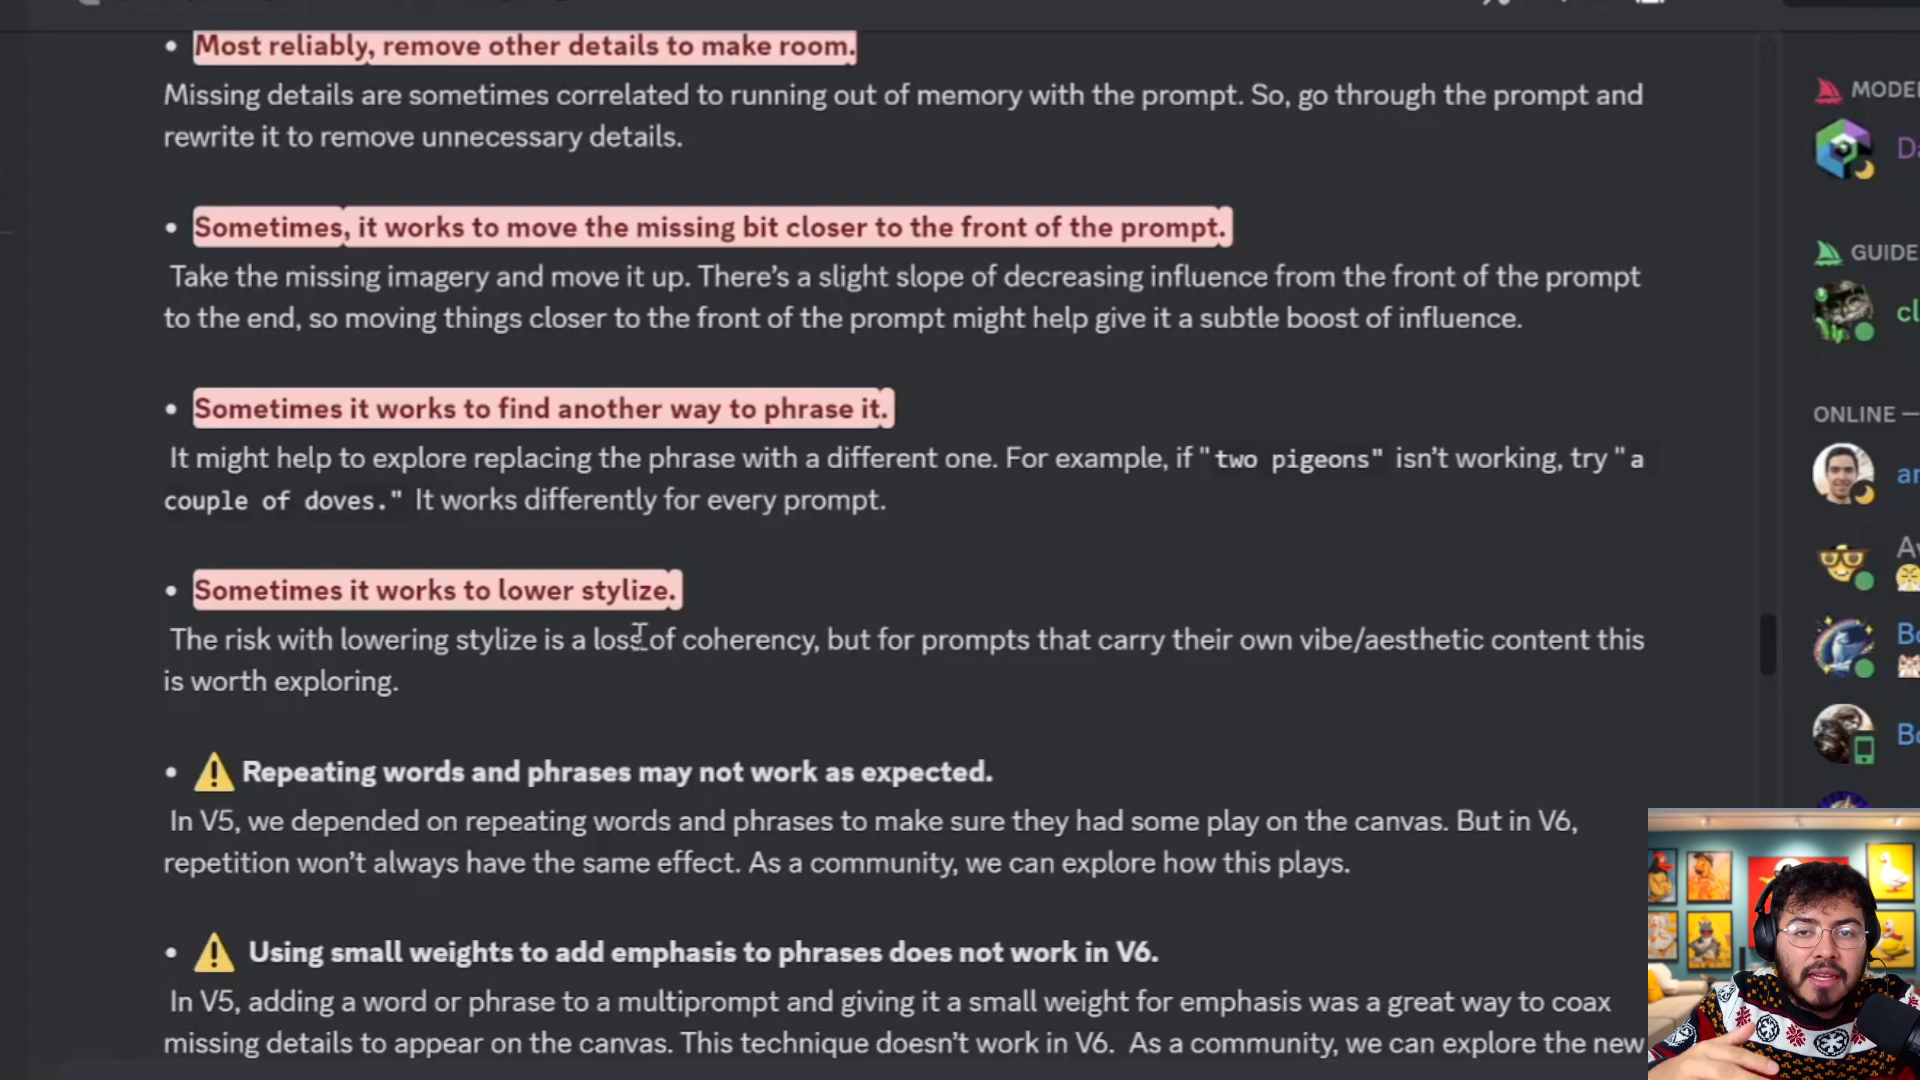 • Most reliably, remove other details to make room.
Missing details are sometimes correlated to running out of memory with the prompt. So, go through the prompt and
rewrite it to remove unnecessary details.
• Sometimes, it works to move the missing bit closer to the front of the prompt.
Take the missing imagery and move it up. There's a slight slope of decreasing influence from the front of the prompt
to the end, so moving things closer to the front of the prompt might help give it a subtle boost of influence.
• Sometimes it works to find another way to phrase it.
It might help to explore replacing the phrase with a different one. For example, if "two pigeons" isn't working, try "a
couple of doves." It works differently for every prompt.
• Sometimes it works to lower stylize.
The risk with lowering stylize is a loss of coherency, but for prompts that carry their own vibe/aesthetic content this
is worth exploring.
• ⚠️ Repeating words and phrases may not work as expected.
In V5, we depended on repeating words and phrases to make sure they had some play on the canvas. But in V6,
repetition won't always have the same effect. As a community, we can explore how this plays.
• ⚠️ Using small weights to add emphasis to phrases does not work in V6.
In V5, adding a word or phrase to a multiprompt and giving it a small weight for emphasis was a great way to coax
missing details to appear on the canvas. This technique doesn't work in V6. As a community, we can explore the new
MODE
GUIDE
cl
ONLINE —
ar